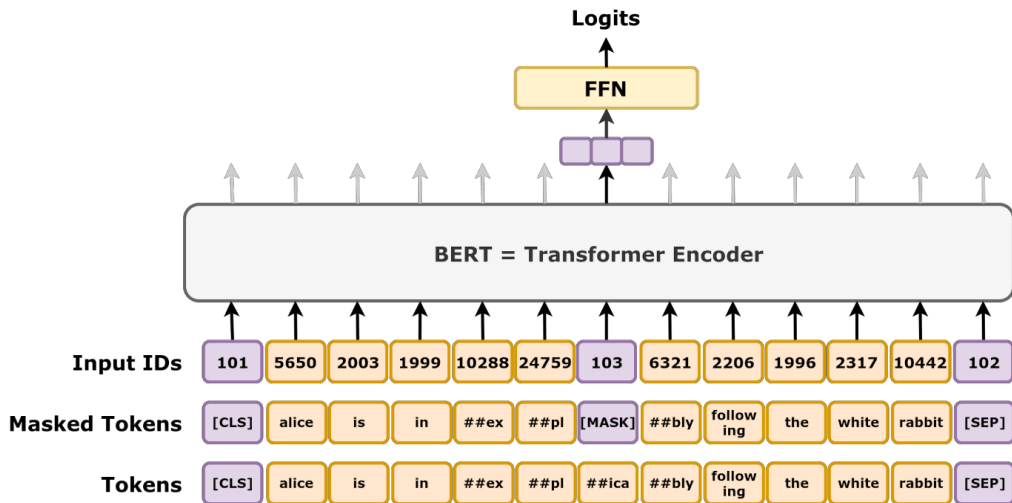 Logits
FFN
BERT = Transformer Encoder
Input IDs 101 5650 2003 1999 10288 24759 103 6321 2206 1996 2317 10442 102
Masked Tokens [CLS] alice is in ##ex ##pl [MASK] ##bly follow ing the white rabbit [SEP]
Tokens [CLS] alice is in ##ex ##pl ##ica ##bly follow ing the white rabbit [SEP]